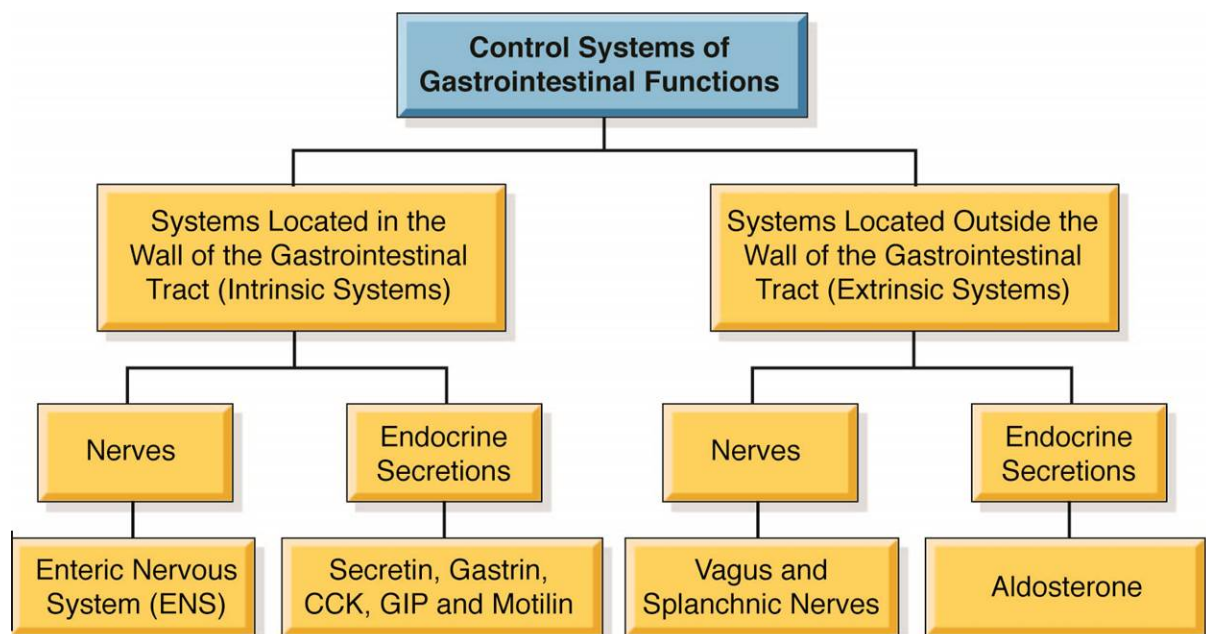 Control Systems of
Gastrointestinal Functions
Systems Located in the
Wall of the Gastrointestinal
Tract (Intrinsic Systems)
Systems Located Outside the
Wall of the Gastrointestinal
Tract (Extrinsic Systems)
Nerves
Endocrine
Secretions
Nerves
Endocrine
Secretions
Enteric Nervous
System (ENS)
Secretin, Gastrin,
CCK, GIP and Motilin
Vagus and
Splanchnic Nerves
Aldosterone